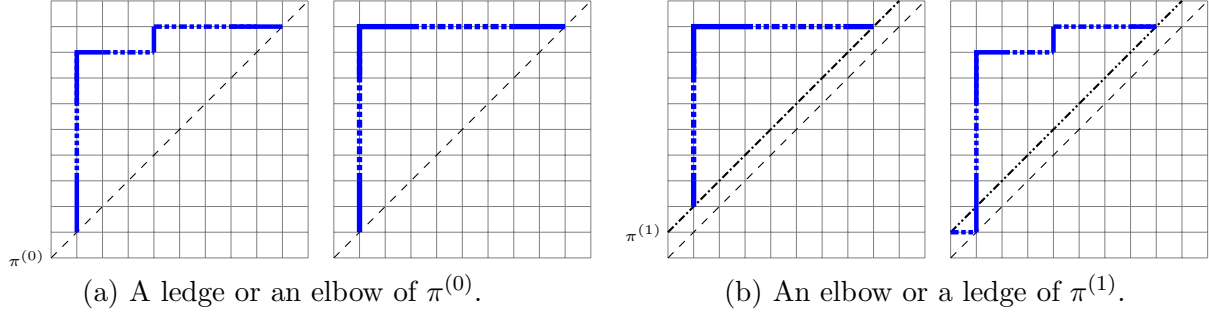 π^{(0)}
π^{(1)}
(a) A ledge or an elbow of π^{(0)}.
(b) An elbow or a ledge of π^{(1)}.